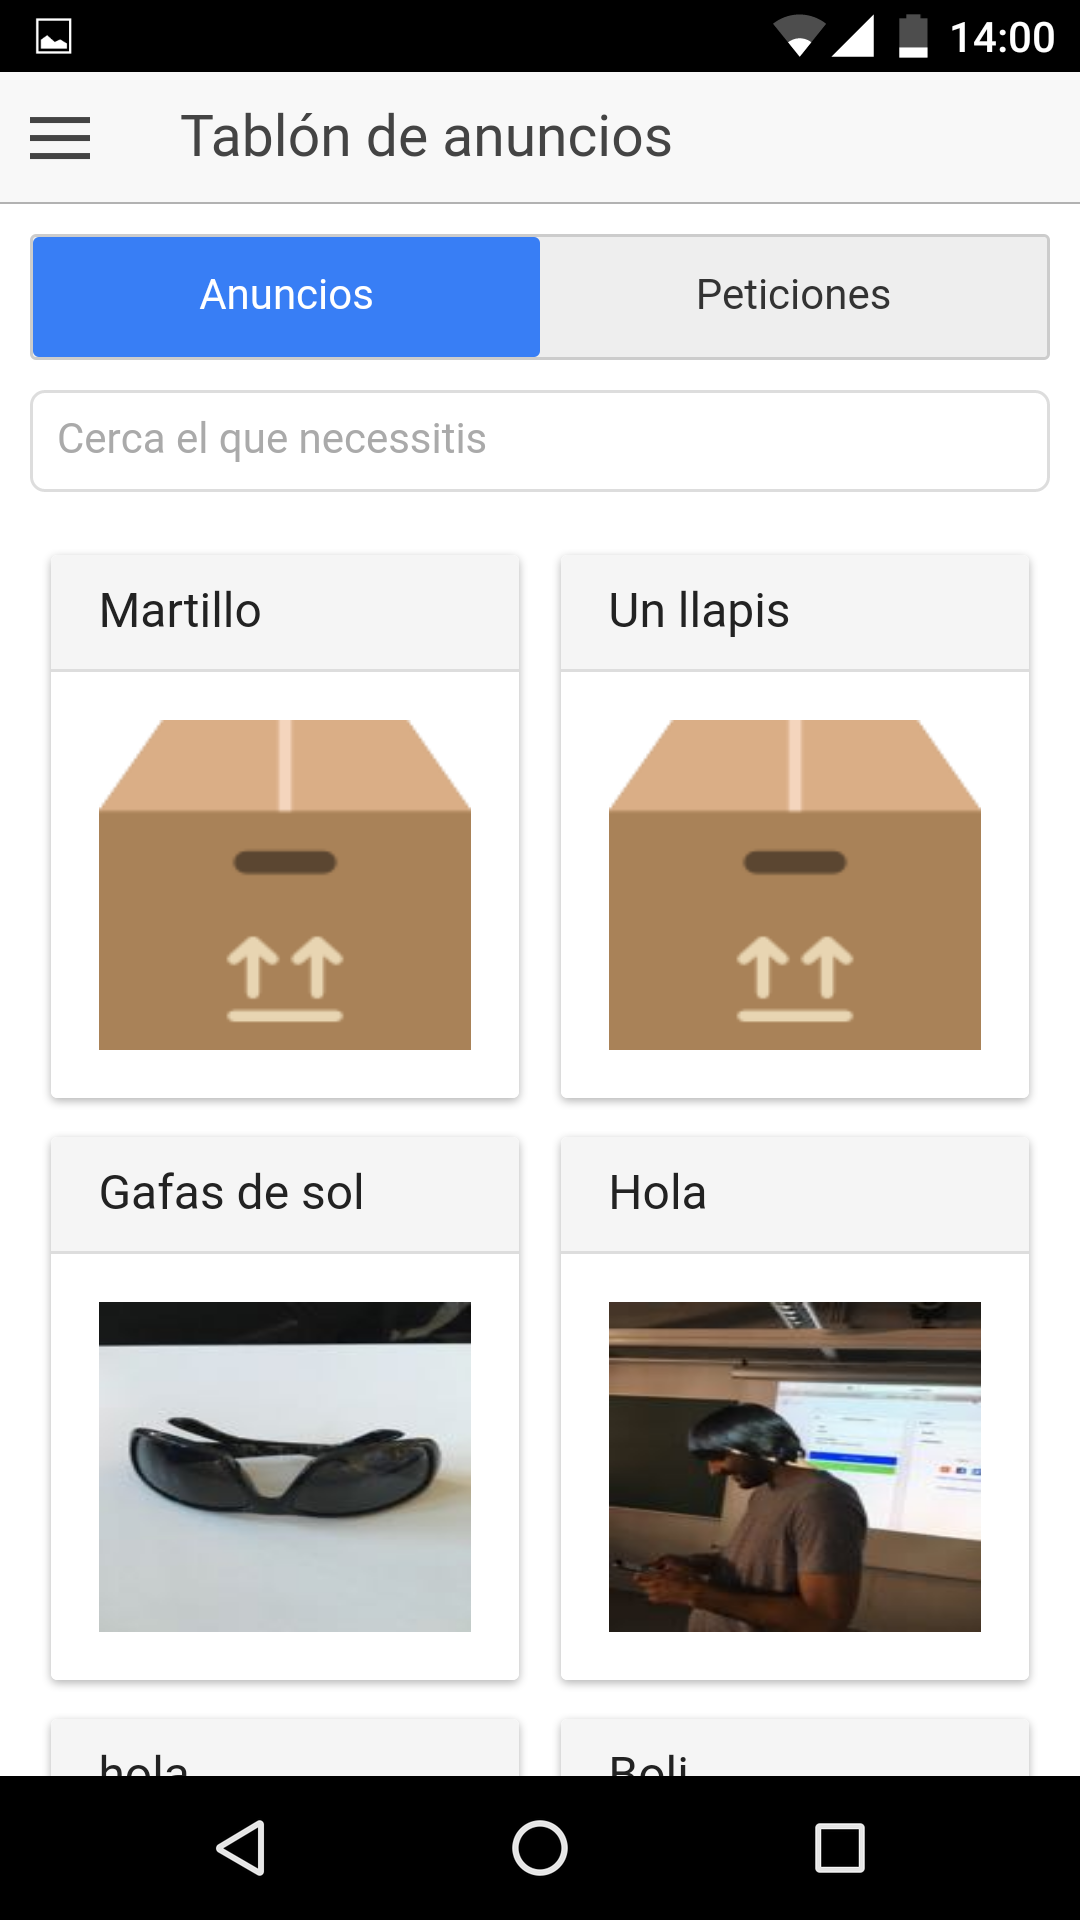 14:00
Tablón de anuncios
Anuncios
Peticiones
Cerca el que necessitis
Martillo
Un llapis
Gafas de sol
Hola
hola
Boli